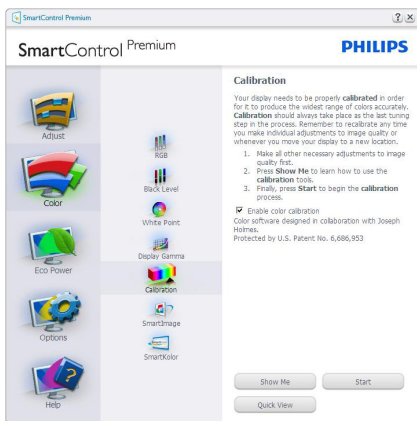 SmartControl Premium
SmartControl Premium
PHILIPS
Adjust
Color
Eco Power
Options
Help
RGB
Black Level
White Point
Display Gamma
Calibration
SmartImage
SmartKolor
Calibration
Your display needs to be properly calibrated in order
for it to produce the widest range of colors accurately.
Calibration should always take place as the last tuning
step in the process. Remember to recalibrate any time
you make individual adjustments to image quality or
whenever you move your display to a new location.
1. Make all other necessary adjustments to image
quality first.
2. Press Show Me to learn how to use the
calibration tools.
3. Finally, press Start to begin the calibration
process.
Enable color calibration
Color software designed in collaboration with Joseph
Holmes.
Protected by U.S. Patent No. 6,686,953
Show Me
Start
Quick View